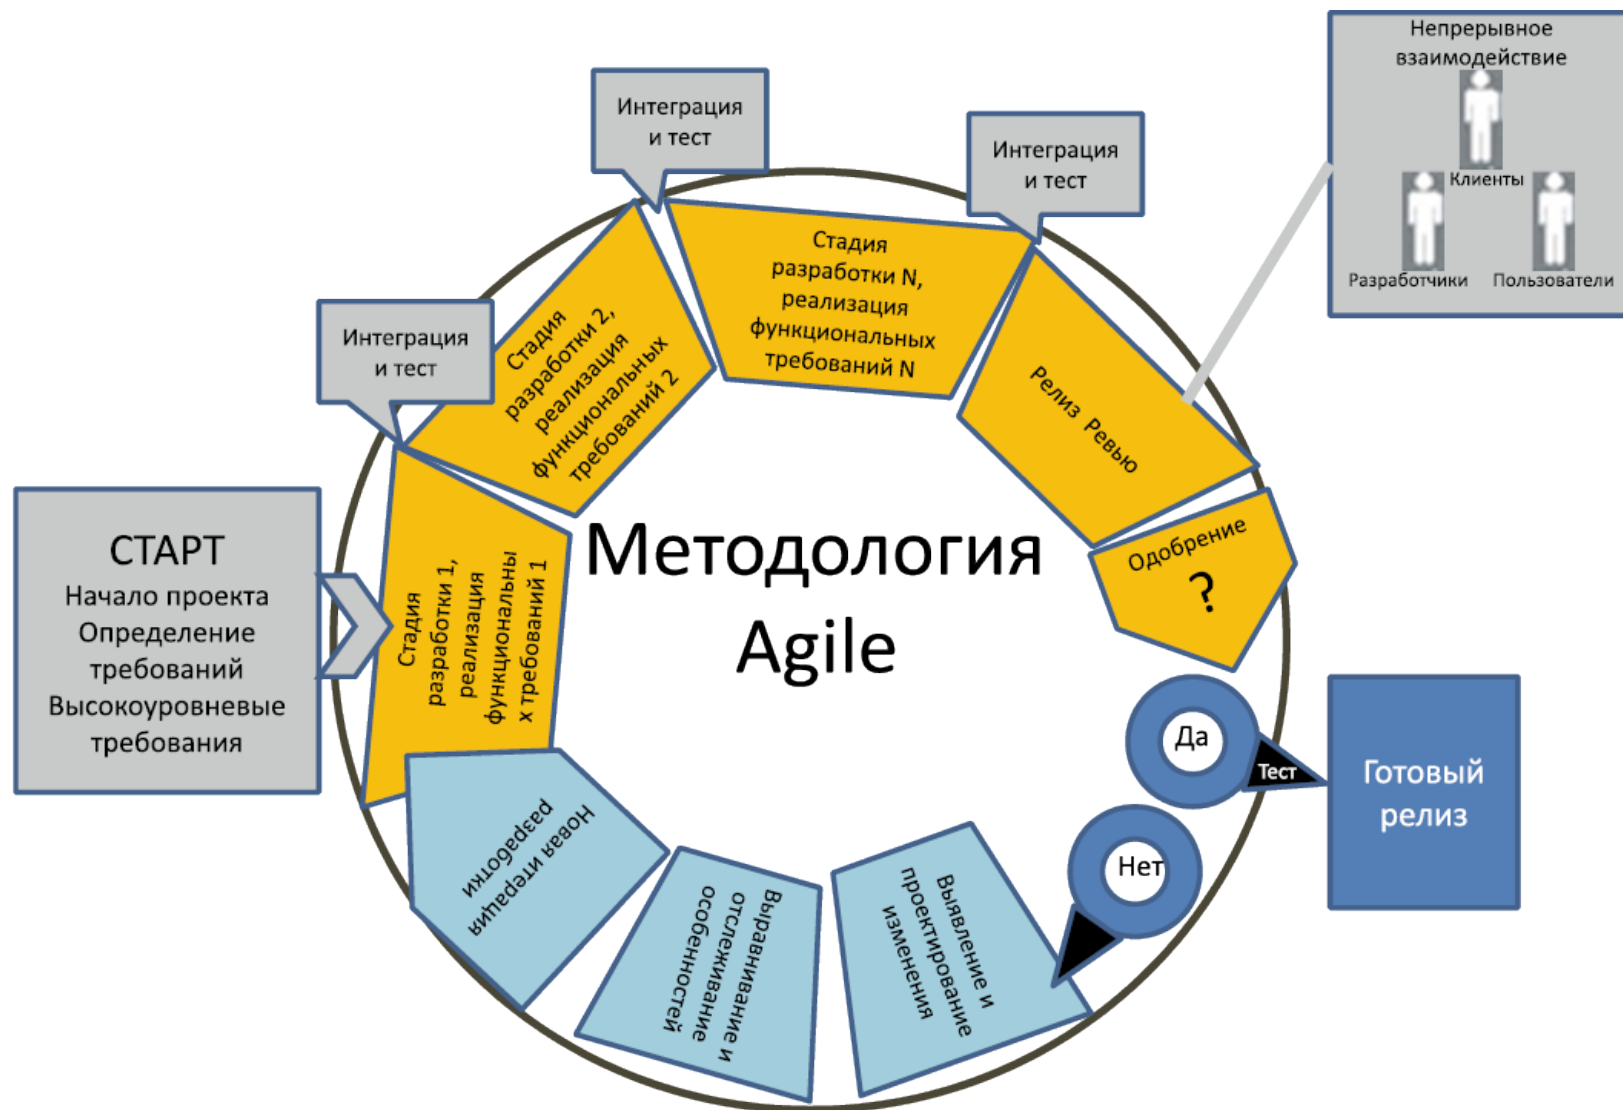 Непрерывное
взаимодействие
Клиенты
Разработчики
Пользователи
Интеграция
и тест
Интеграция
и тест
Интеграция
и тест
СТАРТ
Начало проекта
Определение
требований
Высокоуровневые
требования
Стадия
разработки 1,
реализация
функциональны
х требований 1
Стадия
разработки 2,
реализация
функциональных
требований 2
Стадия
разработки N,
реализация
функциональных
требований N
Релиз Ревью
Одобрение
?
Методология
Agile
Да
Тест
Готовый
релиз
Нет
Выявление и
проектирование
изменения
Выравнивание и
отслеживание
особенностей
Новая итерация
разработки